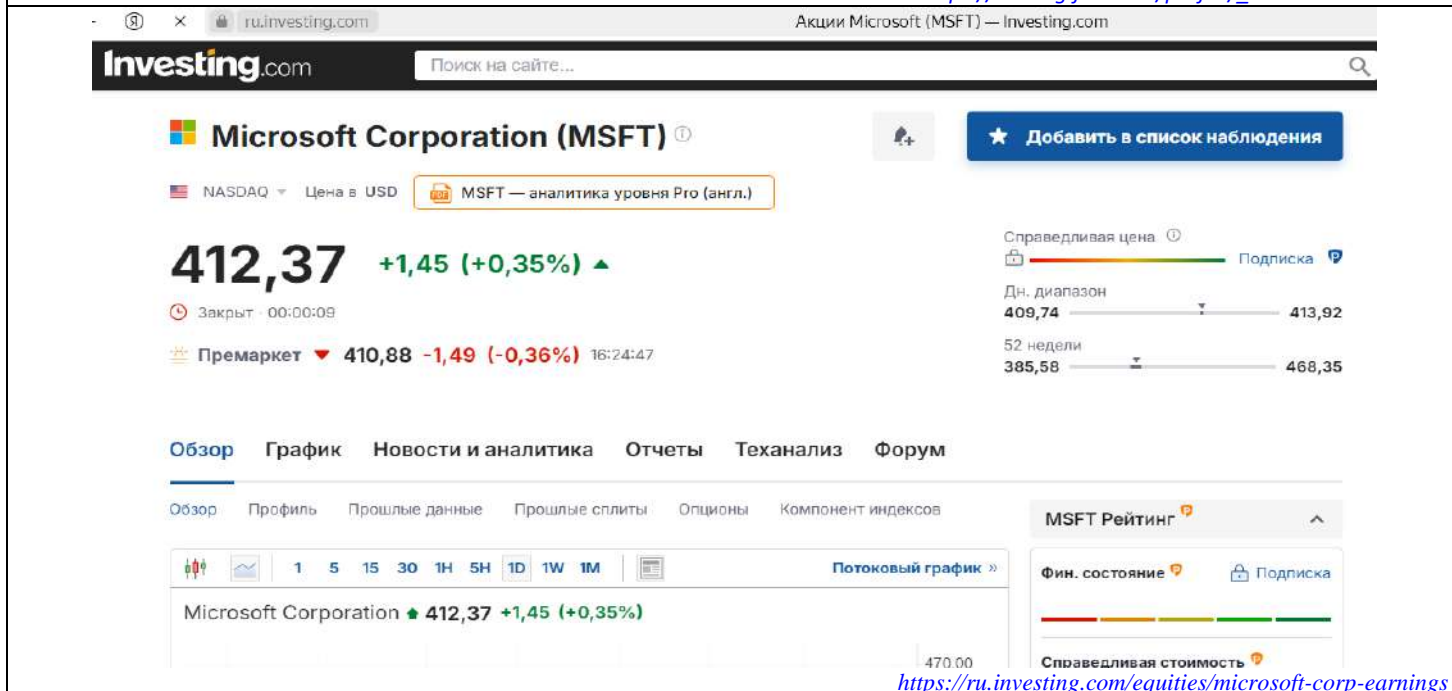 Я × ru.investing.com Акции Microsoft (MSFT) — Investing.com
Investing.com Поиск на сайте...
Microsoft Corporation (MSFT)
Добавить в список наблюдения
NASDAQ Цена в USD MSFT — аналитика уровня Pro (англ.)
412,37 +1,45 (+0,35%)
Закрыт · 00:00:09
Премаркет 410,88 -1,49 (-0,36%) 16:24:47
Справедливая цена
Подписка
Дн. диапазон
409,74 413,92
52 недели
385,58 468,35
Обзор График Новости и аналитика Отчеты Теханализ Форум
Обзор Профиль Прошлые данные Прошлые сплиты Опционы Компонент индексов
1 5 15 30 1H 5H 1D 1W 1M Потоковый график »
Microsoft Corporation 412,37 +1,45 (+0,35%)
470.00
MSFT Рейтинг
Фин. состояние Подписка
Справедливая стоимость
https://ru.investing.com/equities/microsoft-corp-earnings